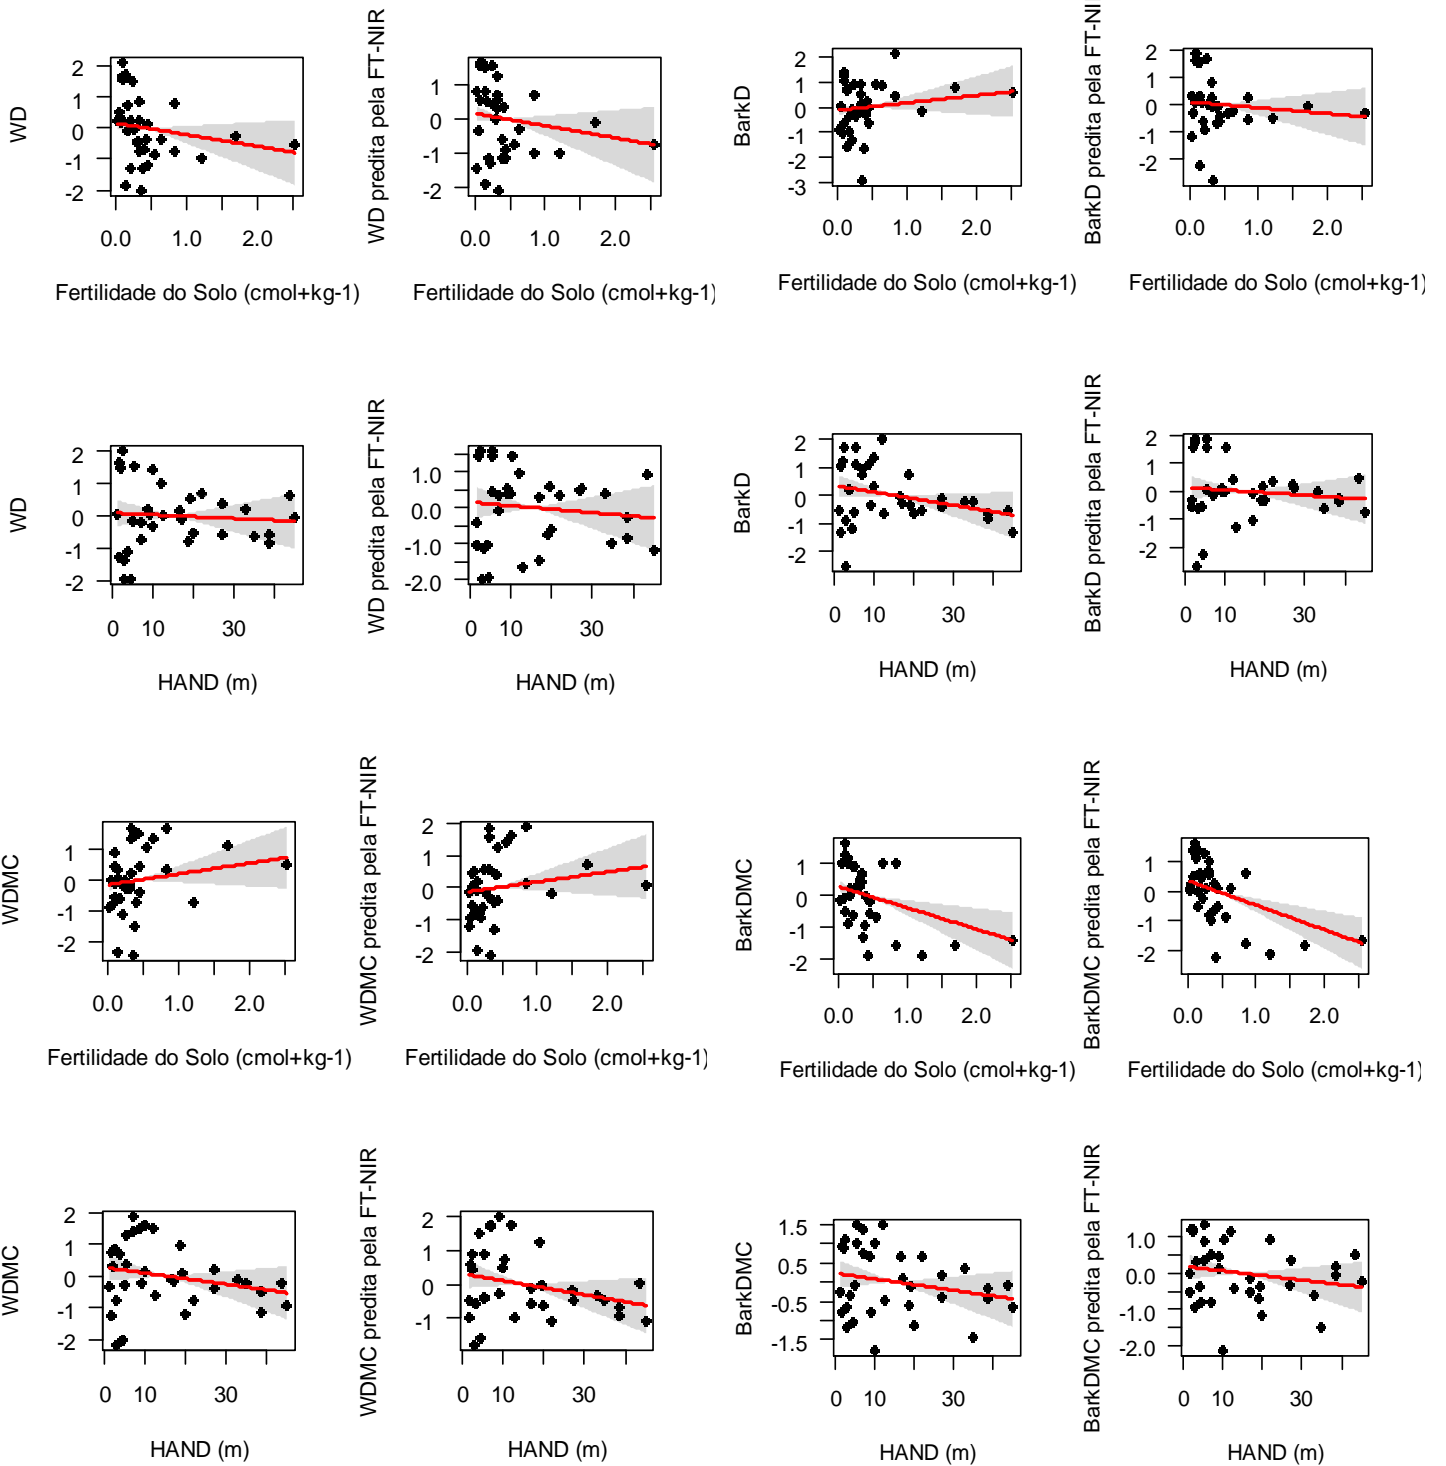 WD
2
1
0
-1
-2
0.0 1.0 2.0
Fertilidade do Solo (cmol+kg-1)
WD predita pela FT-NIR
1
0
-1
-2
0.0 1.0 2.0
Fertilidade do Solo (cmol+kg-1)
BarkD
2
1
0
-1
-2
-3
0.0 1.0 2.0
Fertilidade do Solo (cmol+kg-1)
BarkD predita pela FT-NI
2
1
0
-1
-2
0.0 1.0 2.0
Fertilidade do Solo (cmol+kg-1)
WD
2
1
0
-1
-2
0 10 30
HAND (m)
WD predita pela FT-NIR
1.0
0.0
-1.0
-2.0
0 10 30
HAND (m)
BarkD
2
1
0
-1
-2
0 10 30
HAND (m)
BarkD predita pela FT-NIR
2
1
0
-2
0 10 30
HAND (m)
WDMC
1
0
-1
-2
0.0 1.0 2.0
Fertilidade do Solo (cmol+kg-1)
WDMC predita pela FT-NIR
2
1
0
-1
-2
0.0 1.0 2.0
Fertilidade do Solo (cmol+kg-1)
BarkDMC
1
0
-1
-2
0.0 1.0 2.0
Fertilidade do Solo (cmol+kg-1)
BarkDMC predita pela FT-NIR
1
0
-1
-2
0.0 1.0 2.0
Fertilidade do Solo (cmol+kg-1)
WDMC
2
1
0
-1
-2
0 10 30
HAND (m)
WDMC predita pela FT-NIR
2
1
0
-1
0 10 30
HAND (m)
BarkDMC
1.5
0.5
-0.5
-1.5
0 10 30
HAND (m)
BarkDMC predita pela FT-NIR
1.0
0.0
-1.0
-2.0
0 10 30
HAND (m)